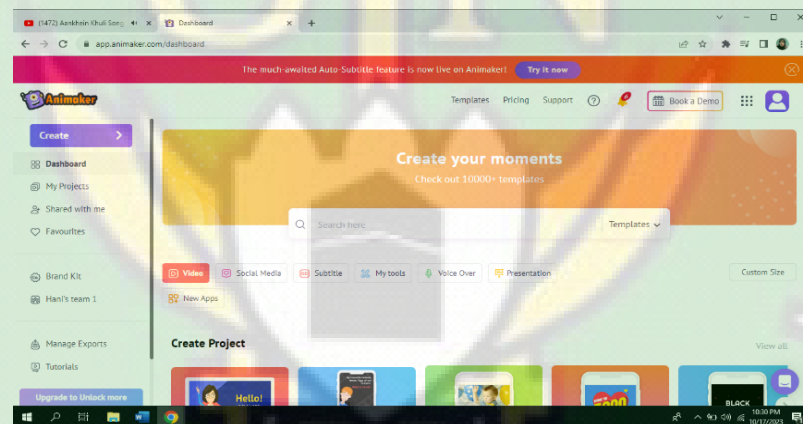 (1472) Aankhein Khuli Song
Dashboard
app.animaker.com/dashboard
The much-awaited Auto-Subtitle feature is now live on Animaker! Try it now
Animaker
Templates Pricing Support Book a Demo
Create
Dashboard
My Projects
Shared with me
Favourites
Brand Kit
Hani's team 1
Manage Exports
Tutorials
Upgrade to Unlock more
Create your moments
Check out 10000+ templates
Search here
Templates
Video Social Media Subtitle My tools Voice Over Presentation Custom Size
New Apps
Create Project View all
Hello!
BLACK
10:30 PM
10/17/2023